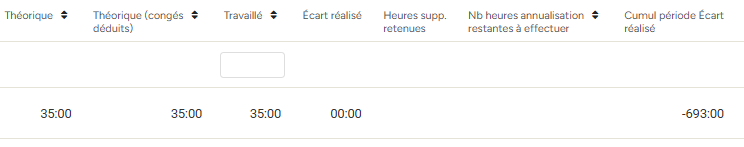 Théorique
Théorique (congés
déduits)
Travaillé
Écart réalisé
Heures supp.
retenues
Nb heures annualisation
restantes à effectuer
Cumul période Écart
réalisé
35:00
35:00
35:00
00:00
-693:00